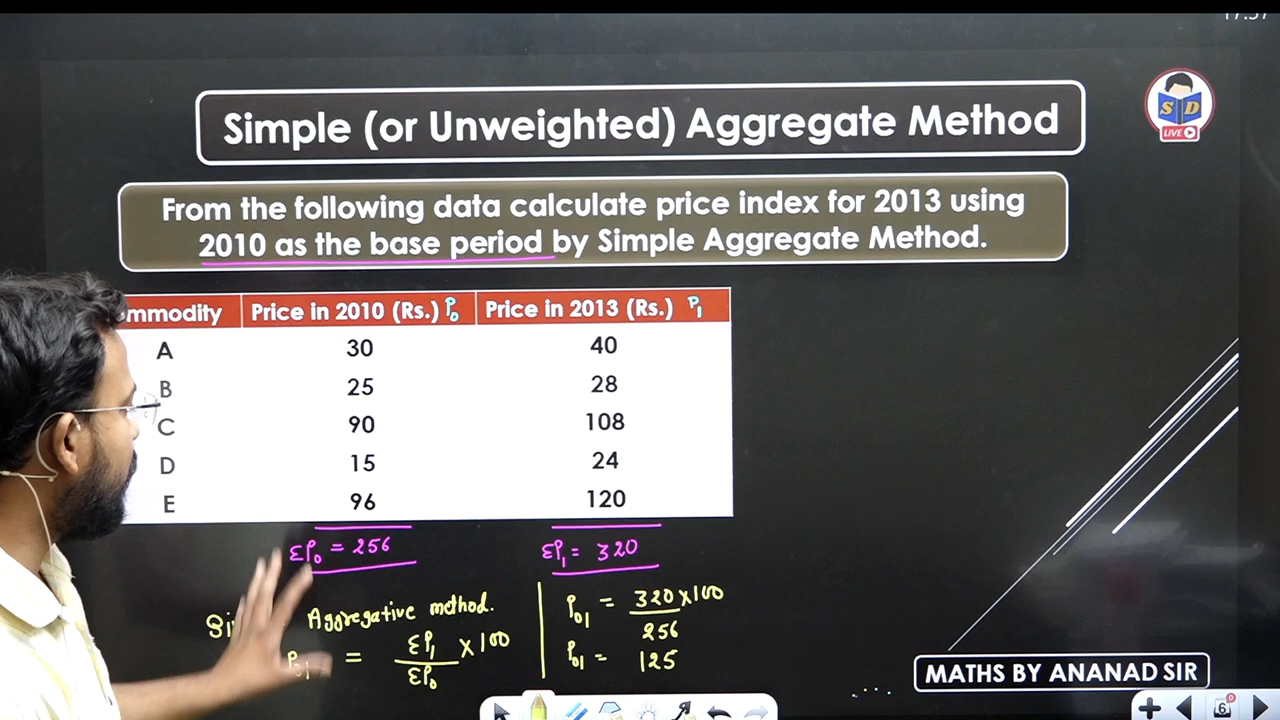 Simple (or Unweighted) Aggregate Method
S D
LIVE
From the following data calculate price index for 2013 using
2010 as the base period by Simple Aggregate Method.
mmodity Price in 2010 (Rs.) P0 Price in 2013 (Rs.) P1
A 30 40
B 25 28
C 90 108
D 15 24
E 96 120
ΣP0 = 256 ΣP1 = 320
Aggregative method.
P01 = ΣP1/ΣP0 × 100
P01 = 320/256 × 100
P01 = 125
MATHS BY ANANAD SIR
6